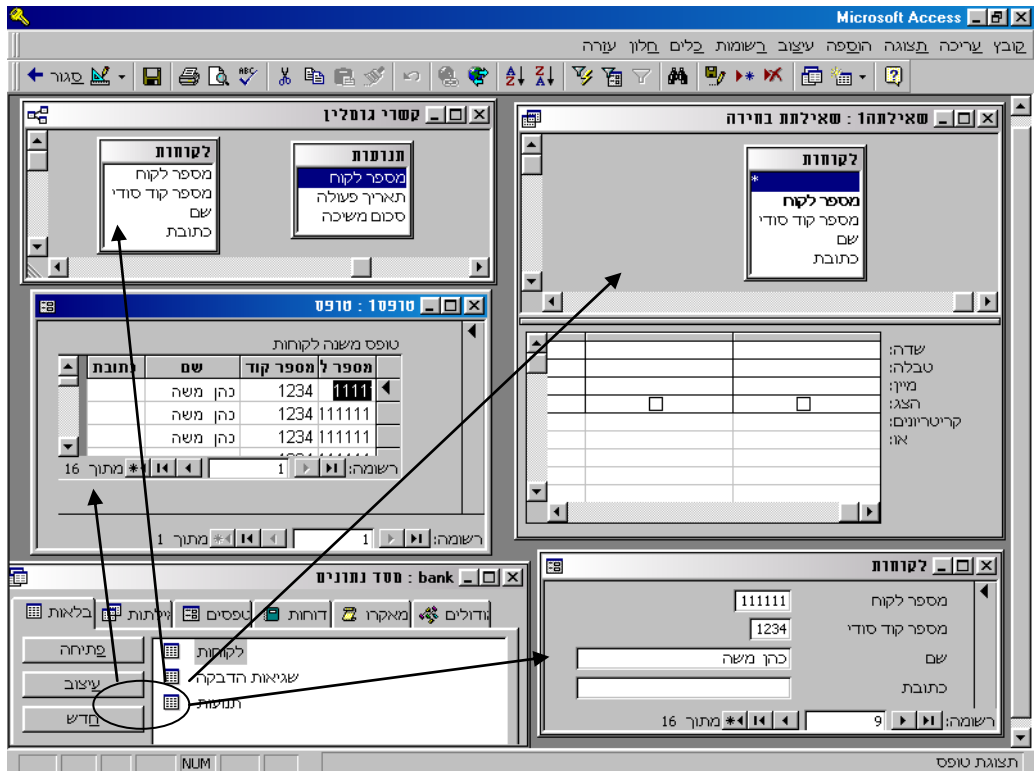 Microsoft Access
קובץ עריכה תצוגה הוספה עיצוב רשומות כלים חלון עזרה
סגור
שאילתה1 : שאילתת בחירה
לקוחות
*
מספר לקוח
מספר קוד סודי
שם
כתובת
שדה:
טבלה:
מיין:
הצג:
קריטריונים:
או:
קשרי גומלין
תנועות
מספר לקוח
תאריך פעולה
סכום משיכה
לקוחות
מספר לקוח
מספר קוד סודי
שם
כתובת
טופס1 : טופס
טופס משנה לקוחות
מספר ל מספר קוד שם כתובת
1111 1234 כהן משה
111111 1234 כהן משה
111111 1234 כהן משה
רשומה: 1 מתוך 16
רשומה: 1 מתוך 1
bank : מסד נתונים
מודולים מאקרו דוחות טפסים
לקוחות
שגיאות הדבקה
תנועות
פתיחה
עיצוב
חדש
לקוחות
מספר לקוח 111111
מספר קוד סודי 1234
שם כהן משה
כתובת
רשומה: 9 מתוך 16
תצוגת טופס
NUM